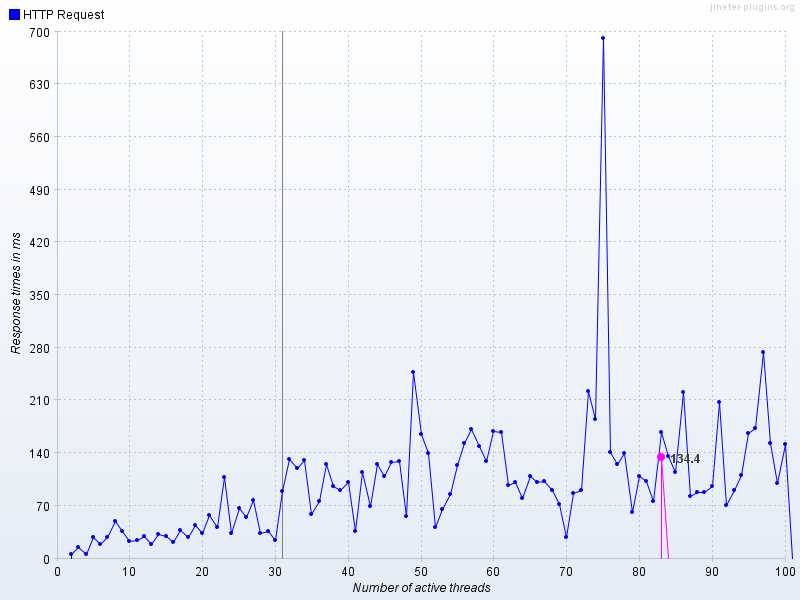 jmeter-plugins.org
HTTP Request
700
630
560
490
420
350
280
210
140
70
0
Response times in ms
134.4
0 10 20 30 40 50 60 70 80 90 100
Number of active threads